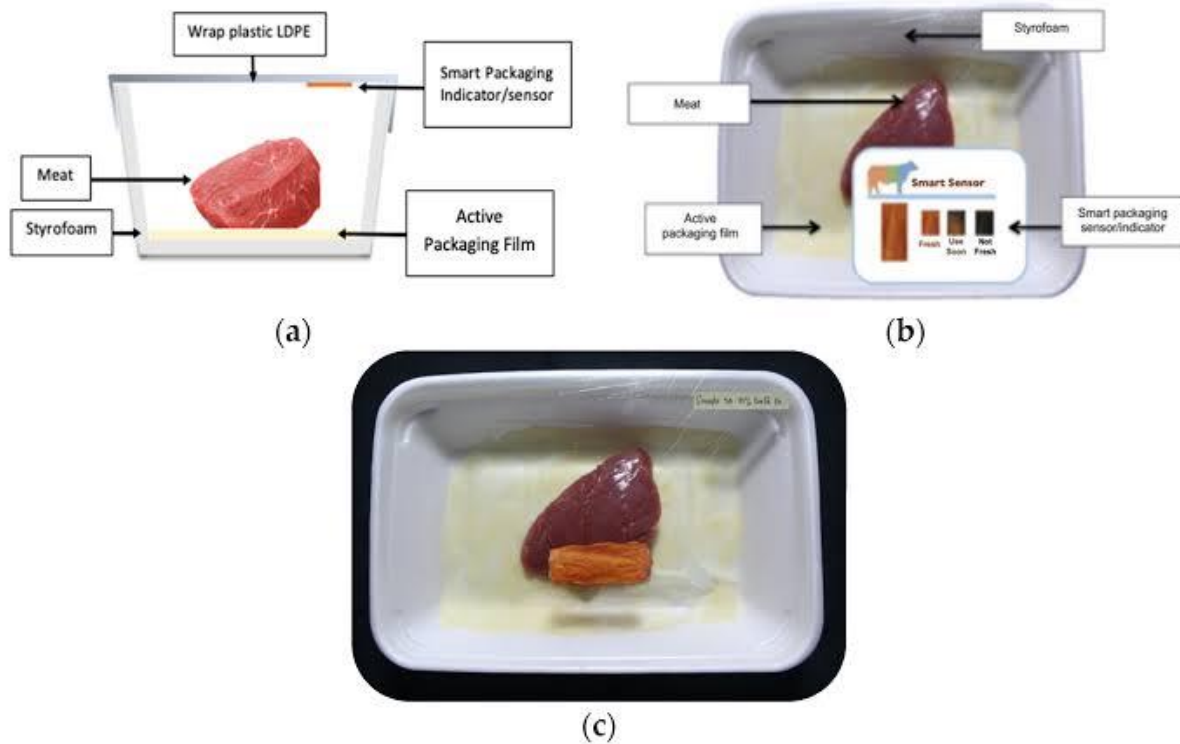 Wrap plastic LDPE
Smart Packaging
Indicator/sensor
Meat
Styrofoam
Active
Packaging Film
(a)
Styrofoam
Meat
Active
packaging film
Smart Sensor
Fresh
Use
Soon
Not
Fresh
Smart packaging
sensor/indicator
(b)
(c)